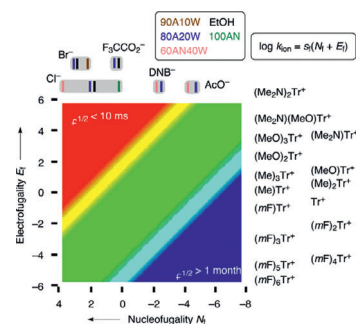 90A10W EtOH
80A20W 100AN
60AN40W
log k_ion = s_f(N_f + E_f)
Br⁻
F₃CCO₂⁻
Cl⁻
DNB⁻
AcO⁻
Electrofugality E_f
6
4
2
0
−2
−4
−6
τ^1/2 < 10 ms
τ^1/2 > 1 month
4 2 0 −2 −4 −6 −8
Nucleofugality N_f
(Me₂N)₂Tr⁺
(Me₂N)(MeO)Tr⁺
(MeO)₃Tr⁺ (Me₂N)Tr⁺
(MeO)₂Tr⁺
(Me)₃Tr⁺ (MeO)Tr⁺
(Me)Tr⁺ (Me)₂Tr⁺
(mF)Tr⁺ Tr⁺
(mF)₂Tr⁺
(mF)₃Tr⁺
(mF)₄Tr⁺
(mF)₅Tr⁺
(mF)₆Tr⁺